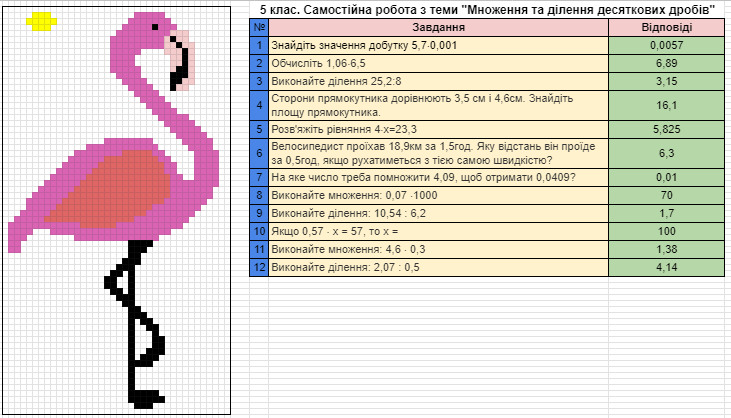 5 клас. Самостійна робота з теми "Множення та ділення десяткових дробів"
№ Завдання Відповіді
1 Знайдіть значення добутку 5,7·0,001 0,0057
2 Обчисліть 1,06·6,5 6,89
3 Виконайте ділення 25,2:8 3,15
4 Сторони прямокутника дорівнюють 3,5 см і 4,6см. Знайдіть
площу прямокутника. 16,1
5 Розв'яжіть рівняння 4·x=23,3 5,825
6 Велосипедист проїхав 18,9км за 1,5год. Яку відстань він проїде
за 0,5год, якщо рухатиметься з тією самою швидкістю? 6,3
7 На яке число треба помножити 4,09, щоб отримати 0,0409? 0,01
8 Виконайте множення: 0,07 ·1000 70
9 Виконайте ділення: 10,54 : 6,2 1,7
10 Якщо 0,57 · x = 57, то x = 100
11 Виконайте множення: 4,6 · 0,3 1,38
12 Виконайте ділення: 2,07 : 0,5 4,14